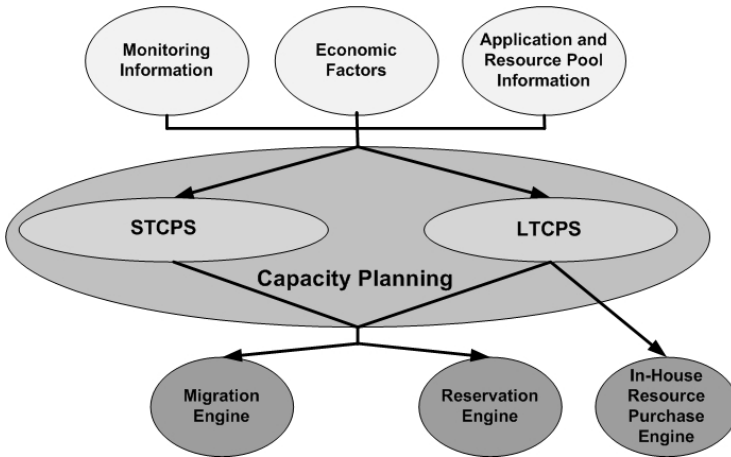 Monitoring
Information
Economic
Factors
Application and
Resource Pool
Information
STCPS
LTCPS
Capacity Planning
Migration
Engine
Reservation
Engine
In-House
Resource
Purchase
Engine